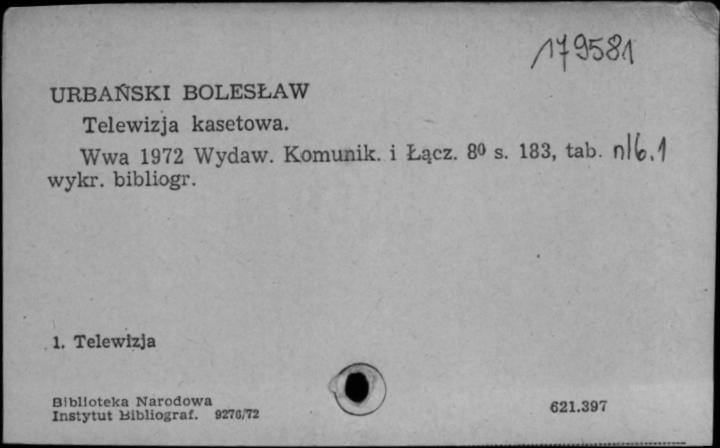 179581
URBAŃSKI BOLESŁAW
Telewizja kasetowa.
Wwa 1972 Wydaw. Komunik. i Łącz. 8⁰ s. 183, tab. nlb. 1
wykr. bibliogr.
1. Telewizja
Biblioteka Narodowa
Instytut Bibliograf. 9276/72
621.397